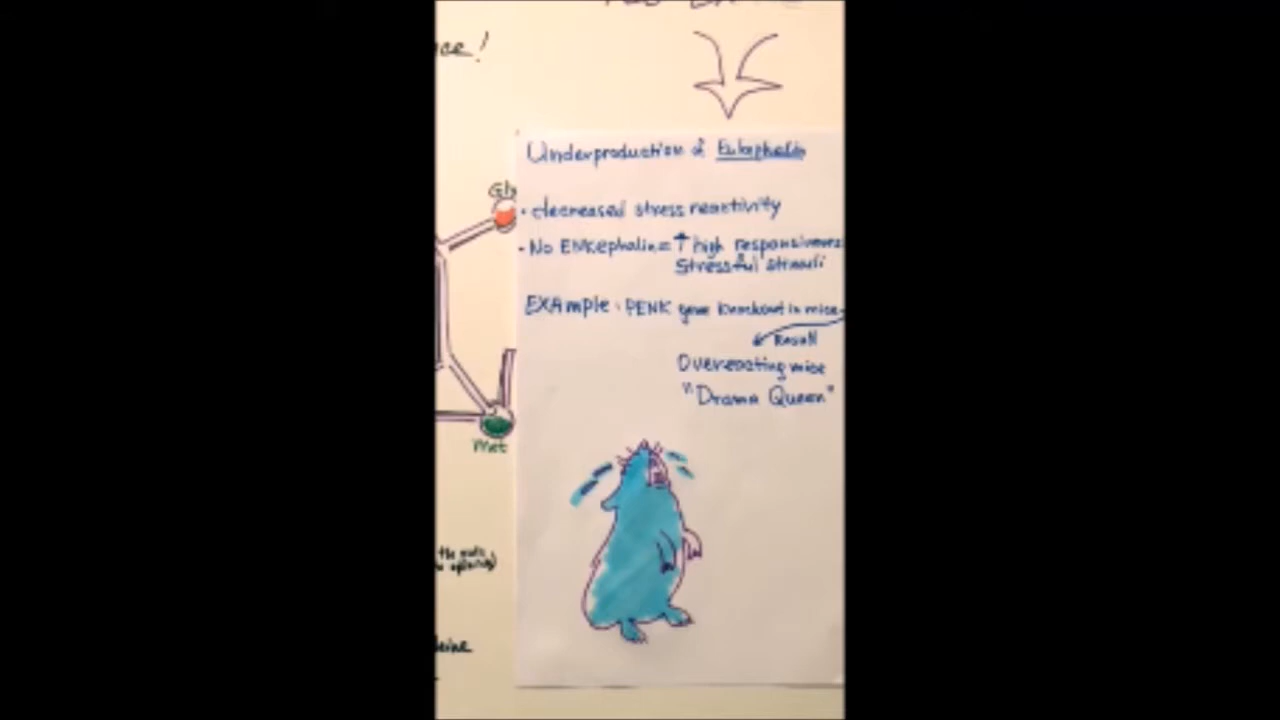 ce!
Underproduction of Enkephalin
Gly
• decreased stress reactivity
• No ENKephalin = ↑ high responsiveness
stressful stimuli
EXAmple: PENK gene knockout in mice
Result
Overreacting mice
"Drama Queen"
Met
the
eine